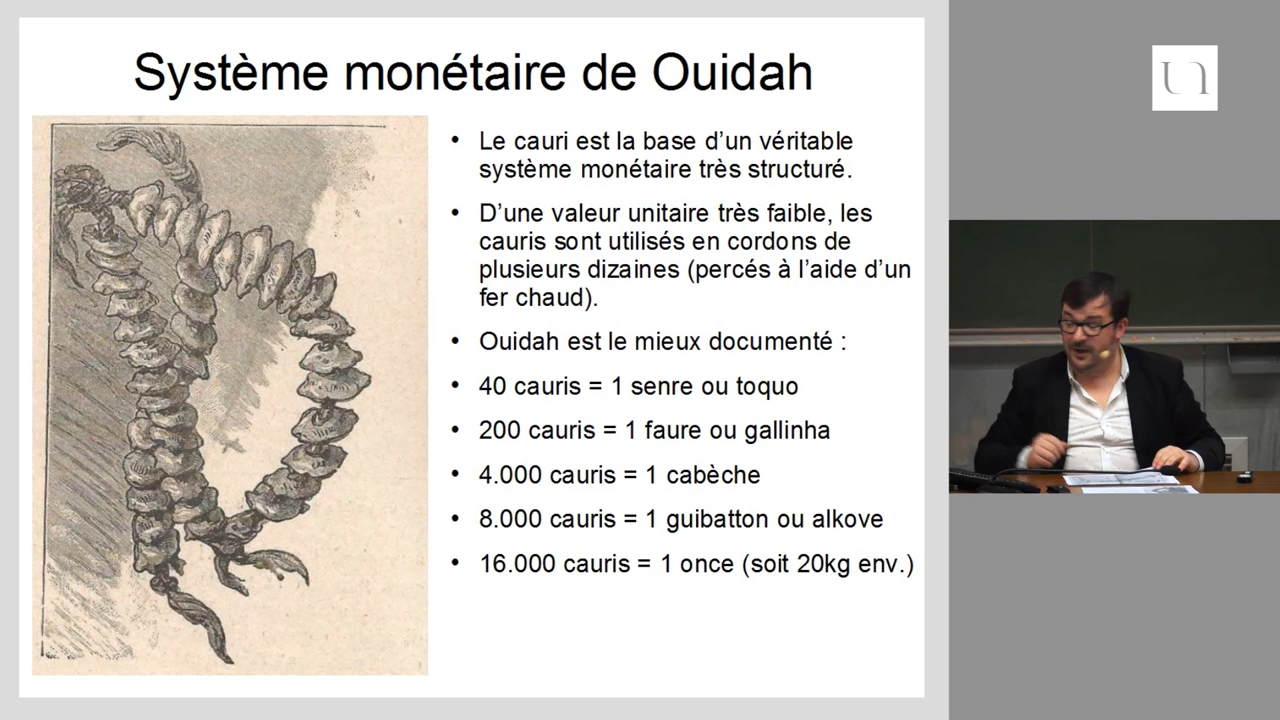 Système monétaire de Ouidah
• Le cauri est la base d’un véritable
système monétaire très structuré.
• D’une valeur unitaire très faible, les
cauris sont utilisés en cordons de
plusieurs dizaines (percés à l’aide d’un
fer chaud).
• Ouidah est le mieux documenté :
• 40 cauris = 1 senre ou toquo
• 200 cauris = 1 faure ou gallinha
• 4.000 cauris = 1 cabèche
• 8.000 cauris = 1 guibatton ou alkove
• 16.000 cauris = 1 once (soit 20kg env.)